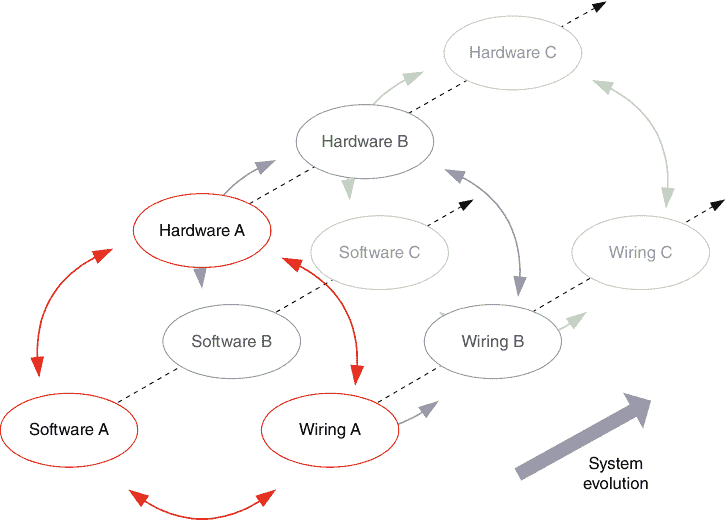 Hardware C
Hardware B
Hardware A
Software C
Wiring C
Software B
Wiring B
Software A
Wiring A
System
evolution